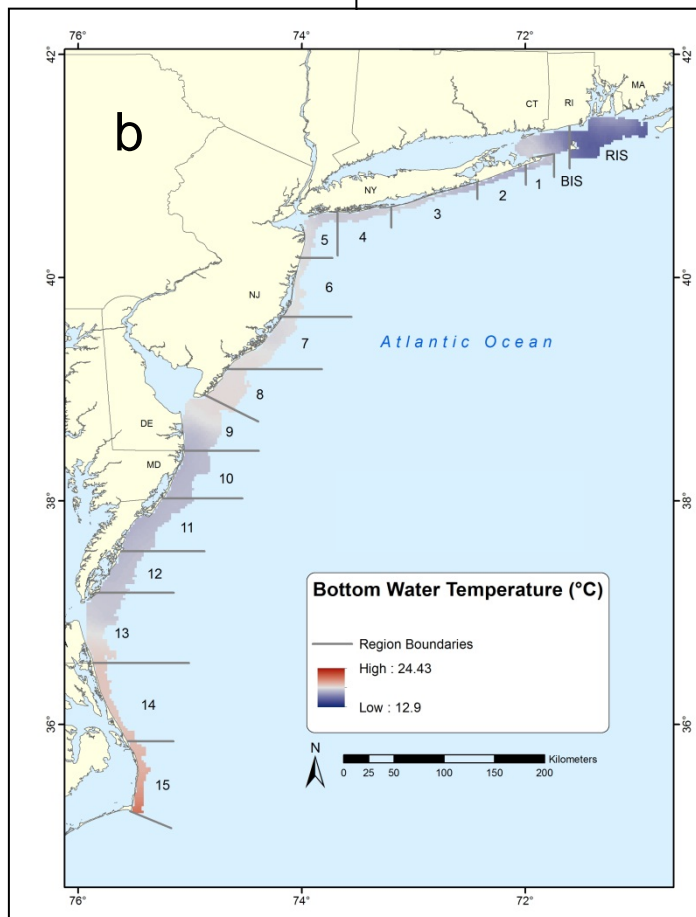 76° 74° 72°
42° 42°
b
CT RI MA
RIS
BIS
NY
1
2
3
4
5
40° 40°
6
NJ
7
Atlantic Ocean
8
DE
9
MD
10
38° 38°
11
12
13
14
15
36° 36°
Bottom Water Temperature (°C)
Region Boundaries
High : 24.43
Low : 12.9
N
Kilometers
0 25 50 100 150 200
76° 74° 72°